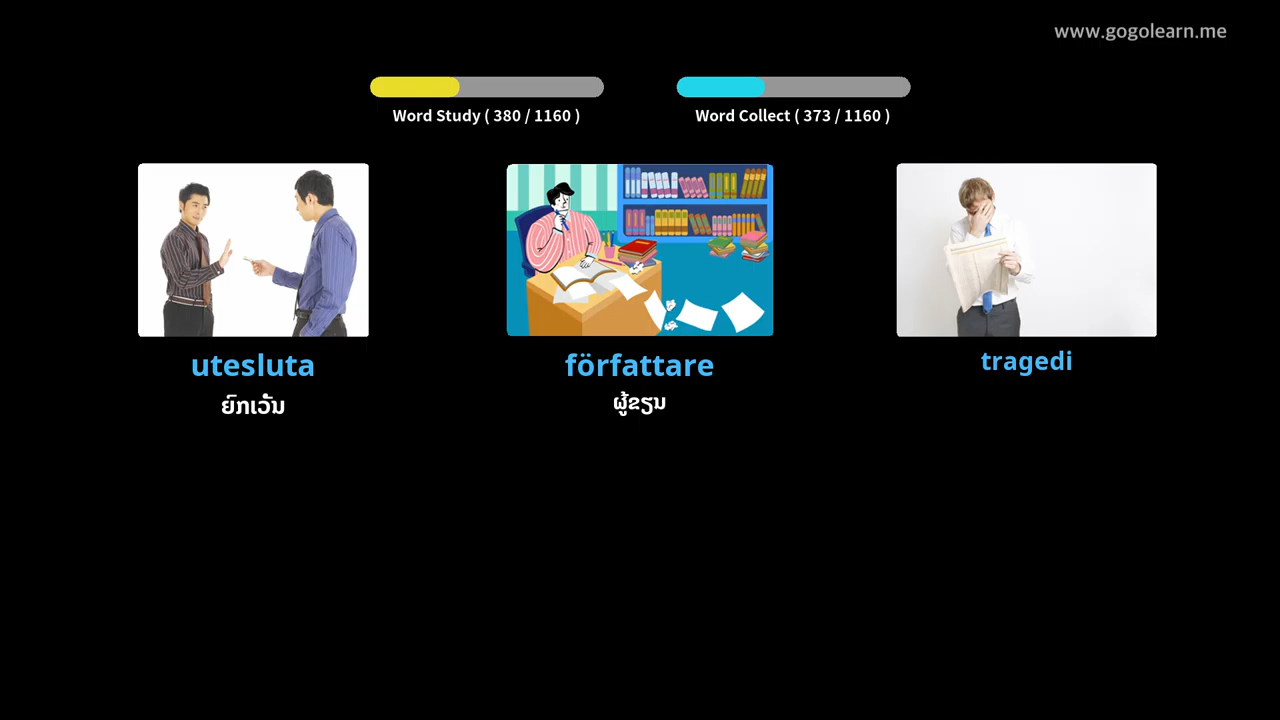 www.gogolearn.me
Word Study ( 380 / 1160 )
Word Collect ( 373 / 1160 )
utesluta
författare
tragedi
ຍົກເວັ້ນ
ຜູ້ຂຽນ